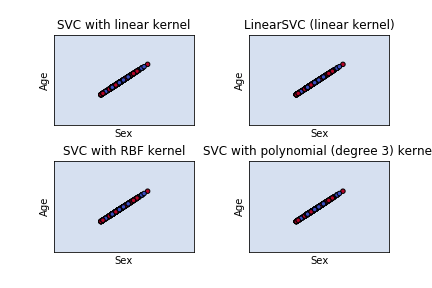 SVC with linear kernel
LinearSVC (linear kernel)
Age
Sex
Age
Sex
SVC with RBF kernel
SVC with polynomial (degree 3) kerne
Age
Sex
Age
Sex